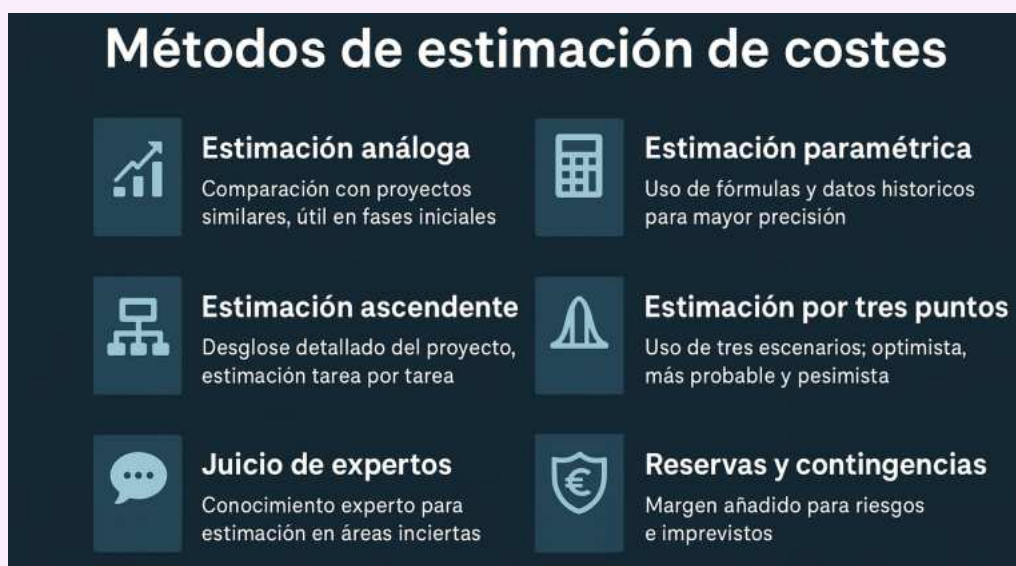 Métodos de estimación de costes
Estimación análoga
Comparación con proyectos
similares, útil en fases iniciales
Estimación paramétrica
Uso de fórmulas y datos historicos
para mayor precisión
Estimación ascendente
Desglose detallado del proyecto,
estimación tarea por tarea
Estimación por tres puntos
Uso de tres escenarios; optimista,
más probable y pesimista
Juicio de expertos
Conocimiento experto para
estimación en áreas inciertas
Reservas y contingencias
Margen añadido para riesgos
e imprevistos